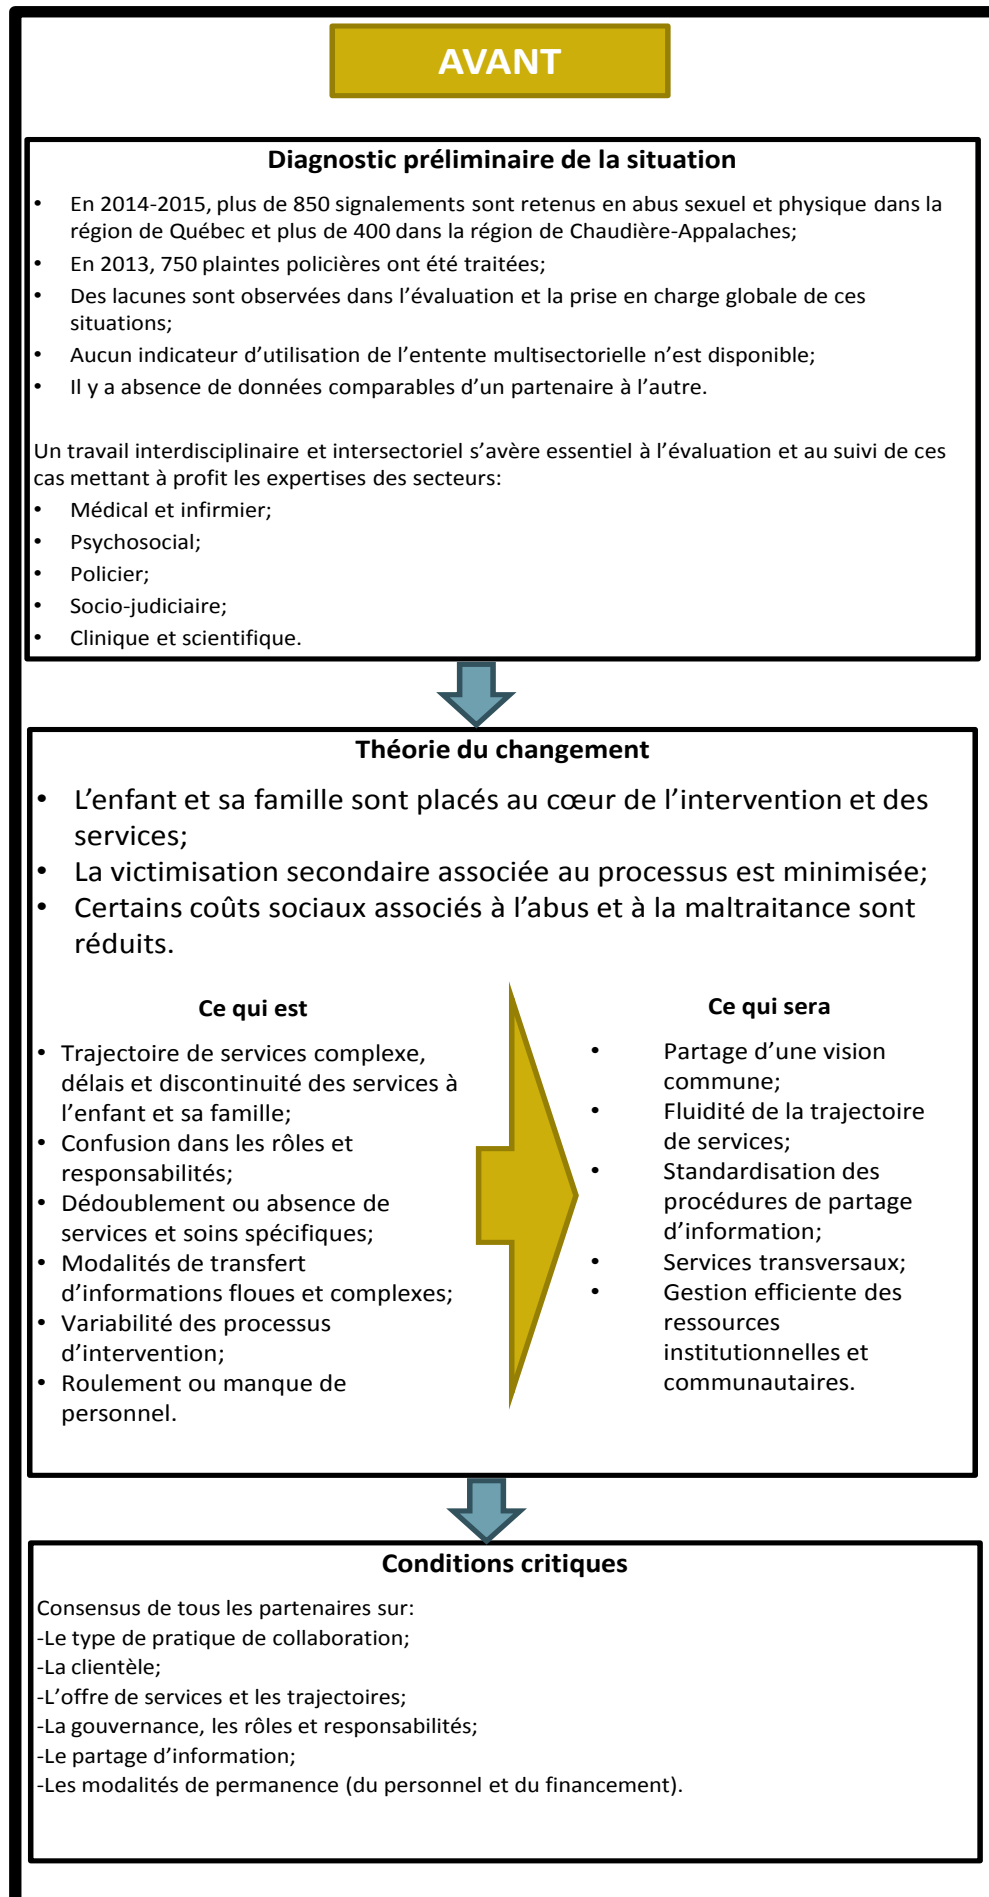 AVANT
Diagnostic préliminaire de la situation
• En 2014-2015, plus de 850 signalements sont retenus en abus sexuel et physique dans la
région de Québec et plus de 400 dans la région de Chaudière-Appalaches;
• En 2013, 750 plaintes policières ont été traitées;
• Des lacunes sont observées dans l’évaluation et la prise en charge globale de ces
situations;
• Aucun indicateur d’utilisation de l’entente multisectorielle n’est disponible;
• Il y a absence de données comparables d’un partenaire à l’autre.
Un travail interdisciplinaire et intersectoriel s’avère essentiel à l’évaluation et au suivi de ces
cas mettant à profit les expertises des secteurs:
• Médical et infirmier;
• Psychosocial;
• Policier;
• Socio-judiciaire;
• Clinique et scientifique.
Théorie du changement
• L’enfant et sa famille sont placés au cœur de l’intervention et des
services;
• La victimisation secondaire associée au processus est minimisée;
• Certains coûts sociaux associés à l’abus et à la maltraitance sont
réduits.
Ce qui est
• Trajectoire de services complexe,
délais et discontinuité des services à
l’enfant et sa famille;
• Confusion dans les rôles et
responsabilités;
• Dédoublement ou absence de
services et soins spécifiques;
• Modalités de transfert
d’informations floues et complexes;
• Variabilité des processus
d’intervention;
• Roulement ou manque de
personnel.
Ce qui sera
• Partage d’une vision
commune;
• Fluidité de la trajectoire
de services;
• Standardisation des
procédures de partage
d’information;
• Services transversaux;
• Gestion efficiente des
ressources
institutionnelles et
communautaires.
Conditions critiques
Consensus de tous les partenaires sur:
-Le type de pratique de collaboration;
-La clientèle;
-L’offre de services et les trajectoires;
-La gouvernance, les rôles et responsabilités;
-Le partage d’information;
-Les modalités de permanence (du personnel et du financement).